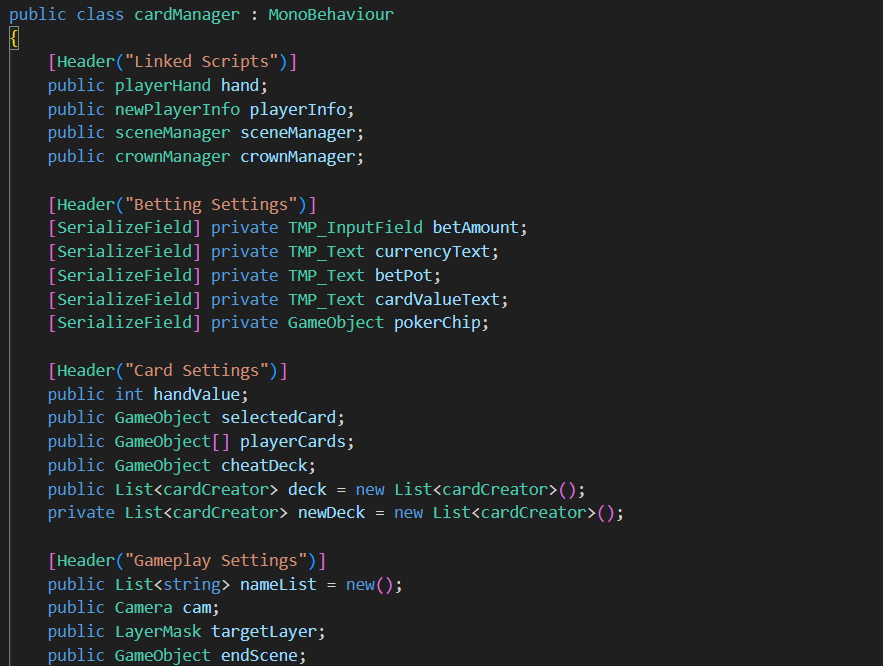 public class cardManager : MonoBehaviour
{
[Header("Linked Scripts")]
public playerHand hand;
public newPlayerInfo playerInfo;
public sceneManager sceneManager;
public crownManager crownManager;
[Header("Betting Settings")]
[SerializeField] private TMP_InputField betAmount;
[SerializeField] private TMP_Text currencyText;
[SerializeField] private TMP_Text betPot;
[SerializeField] private TMP_Text cardValueText;
[SerializeField] private GameObject pokerChip;
[Header("Card Settings")]
public int handValue;
public GameObject selectedCard;
public GameObject[] playerCards;
public GameObject cheatDeck;
public List<cardCreator> deck = new List<cardCreator>();
private List<cardCreator> newDeck = new List<cardCreator>();
[Header("Gameplay Settings")]
public List<string> nameList = new();
public Camera cam;
public LayerMask targetLayer;
public GameObject endScene;